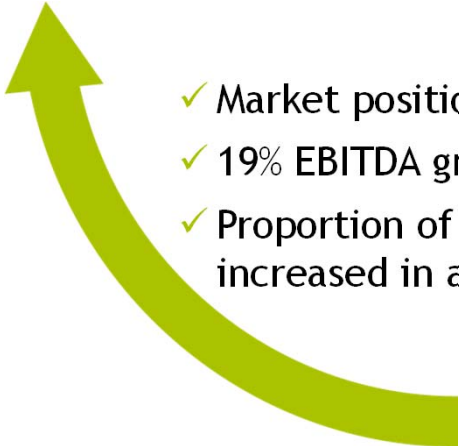 ✓ Market positio
✓ 19% EBITDA gr
✓ Proportion of
increased in a